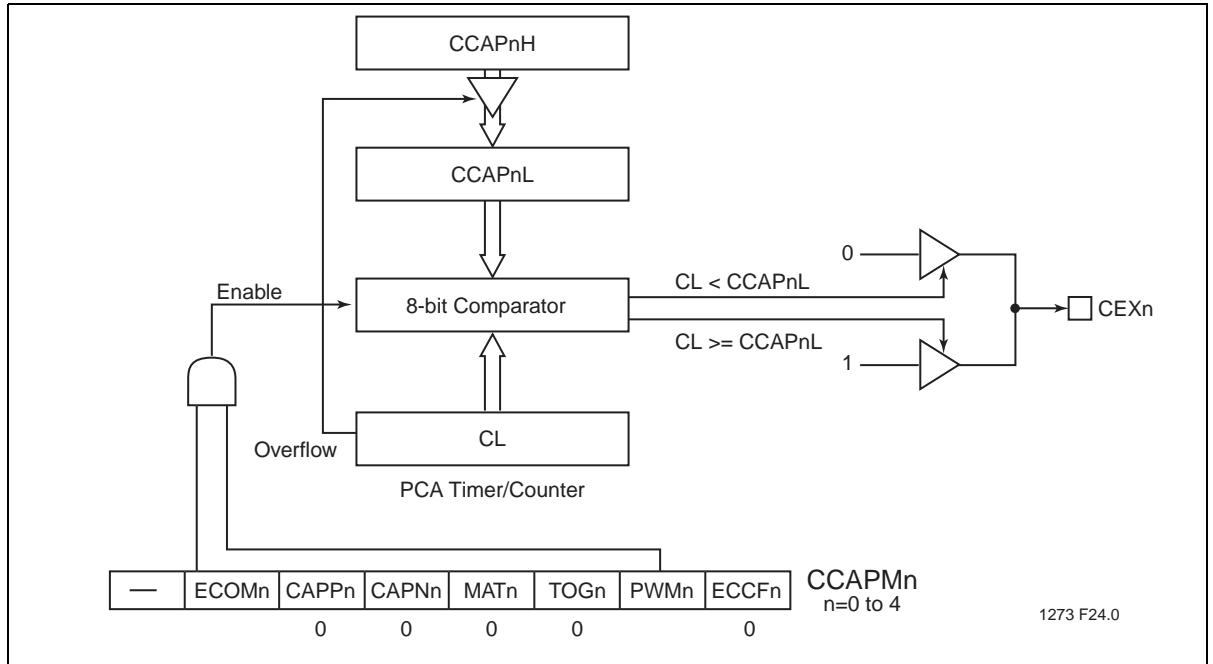 CCAPnH
CCAPnL
0
CL < CCAPnL
Enable
8-bit Comparator
CEXn
CL >= CCAPnL
1
CL
Overflow
PCA Timer/Counter
— ECOMn CAPPn CAPNn MATn TOGn PWMn ECCFn CCAPMn
n=0 to 4
0 0 0 0 0
1273 F24.0